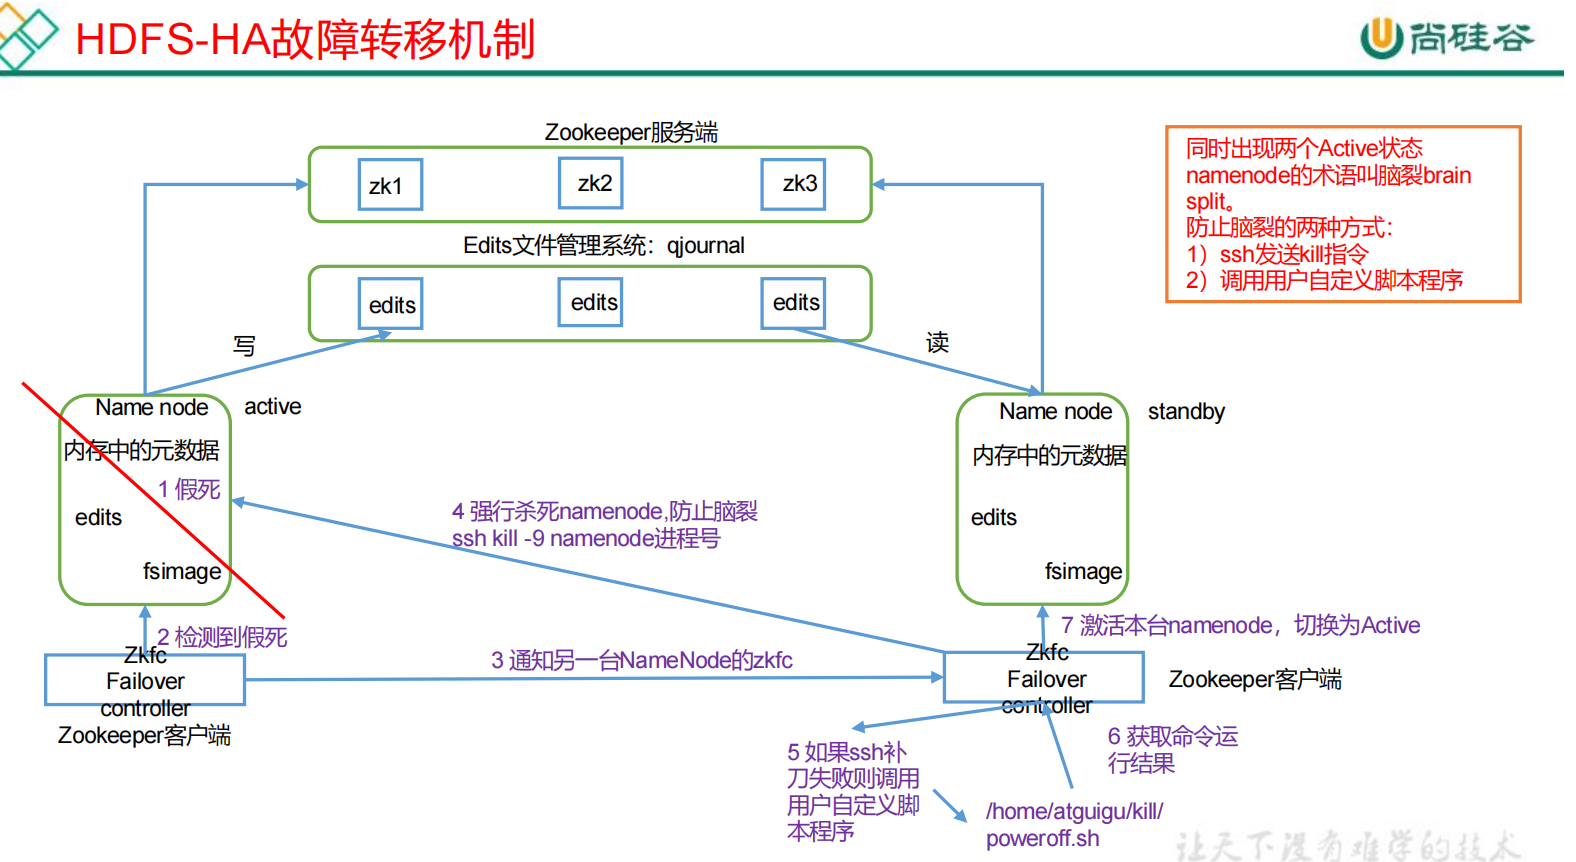 HDFS-HA故障转移机制
尚硅谷
Zookeeper服务端
zk1
zk2
zk3
同时出现两个Active状态
namenode的术语叫脑裂brain
split。
防止脑裂的两种方式：
1）ssh发送kill指令
2）调用用户自定义脚本程序
Edits文件管理系统：qjournal
edits
edits
edits
写
读
Name node
active
内存中的元数据
1 假死
edits
fsimage
Name node
standby
内存中的元数据
edits
fsimage
4 强行杀死namenode,防止脑裂
ssh kill -9 namenode进程号
2 检测到假死
Zkfc
Failover
controller
Zookeeper客户端
3 通知另一台NameNode的zkfc
7 激活本台namenode，切换为Active
Zkfc
Failover
controller
Zookeeper客户端
5 如果ssh补
刀失败则调用
用户自定义脚
本程序
6 获取命令运
行结果
/home/atguigu/kill/
poweroff.sh
让天下没有难学的技术